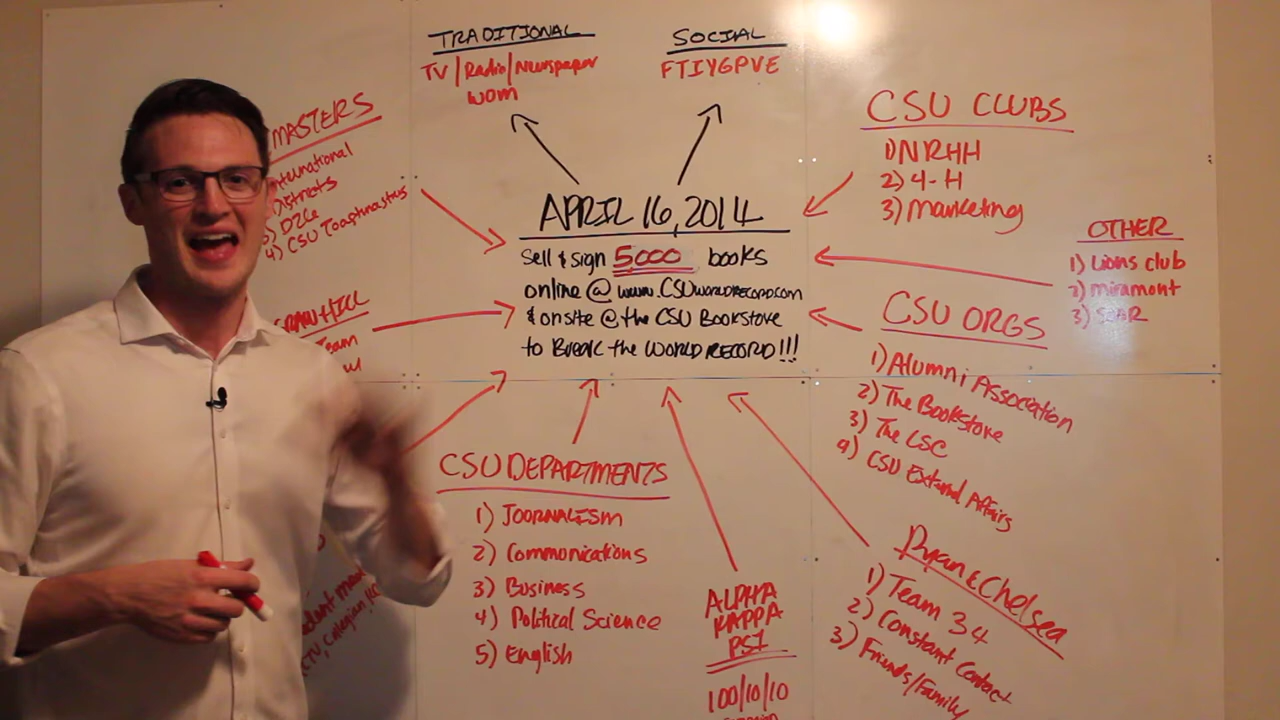 TRADITIONAL
TV/Radio/Newspaper
WOM
SOCIAL
FTIYGPVE
MASTERS
Districts
4) CSU Toastmasters
CSU CLUBS
1) NRHH
2) 4-H
3) Marketing
OTHER
1) Lions club
2) Miramont
3)
APRIL 16, 2014
Sell & sign 5000 books
online @ www.CSUWORLDRECORD.com
& onsite @ the CSU Bookstore
to Break the WORLD RECORD!!!
Team
CSU ORGS
1) Alumni Association
2) The Bookstore
3) The LSC
4) CSU External Affairs
CSU DEPARTMENTS
1) JOURNALISM
2) Communications
3) Business
4) Political Science
5) English
ALPHA
KAPPA
PSI
100/10/10
Ryan & Chelsea
1) Team 34
2) Constant Contact
3) Friends/Family
TV, Collegian,